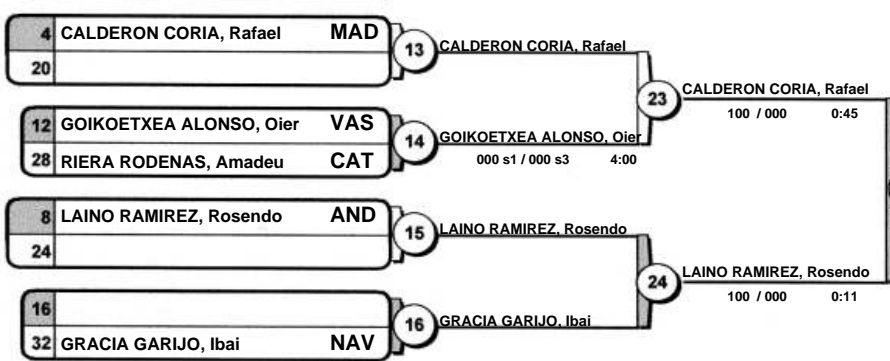 4 CALDERON CORIA, Rafael MAD
20
13 CALDERON CORIA, Rafael
12 GOIKOETXEA ALONSO, Oier VAS
28 RIERA RODENAS, Amadeu CAT
14 GOIKOETXEA ALONSO, Oier
000 s1 / 000 s3 4:00
23 CALDERON CORIA, Rafael
100 / 000 0:45
8 LAINO RAMIREZ, Rosendo AND
24
15 LAINO RAMIREZ, Rosendo
16
32 GRACIA GARIJO, Ibai NAV
16 GRACIA GARIJO, Ibai
24 LAINO RAMIREZ, Rosendo
100 / 000 0:11